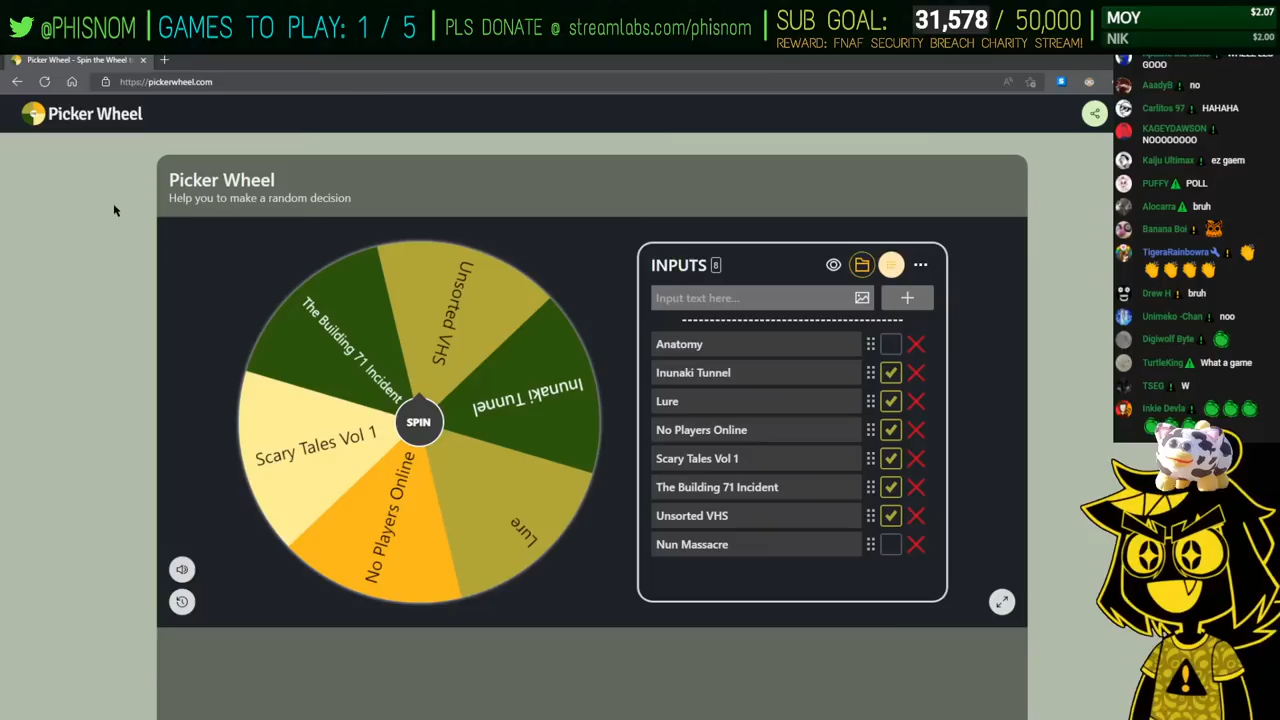 @PHISNOM
GAMES TO PLAY: 1 / 5
PLS DONATE @ streamlabs.com/phisnom
SUB GOAL: 31,578 / 50,000
REWARD: FNAF SECURITY BREACH CHARITY STREAM!
MOY $2.07
NIK $2.00
Picker Wheel - Spin the Wheel t
https://pickerwheel.com
Picker Wheel
Picker Wheel
Help you to make a random decision
Unsorted VHS
The Building 71 Incident
Inunaki Tunnel
SPIN
Scary Tales Vol 1
No Players Online
Lure
INPUTS 8
Input text here...
Anatomy
Inunaki Tunnel
Lure
No Players Online
Scary Tales Vol 1
The Building 71 Incident
Unsorted VHS
Nun Massacre
GOOO
AaadyB no
Carlitos 97 HAHAHA
KAGEYDAWSON
NOOOOOOOO
Kaiju Ultimax ez gaem
PUFFY POLL
Alocarra bruh
Banana Boi
TigeraRainbowra
Drew H bruh
Unimeko -Chan noo
Digiwolf Byte
TurtleKing What a game
TSEG W
Inkie Devla